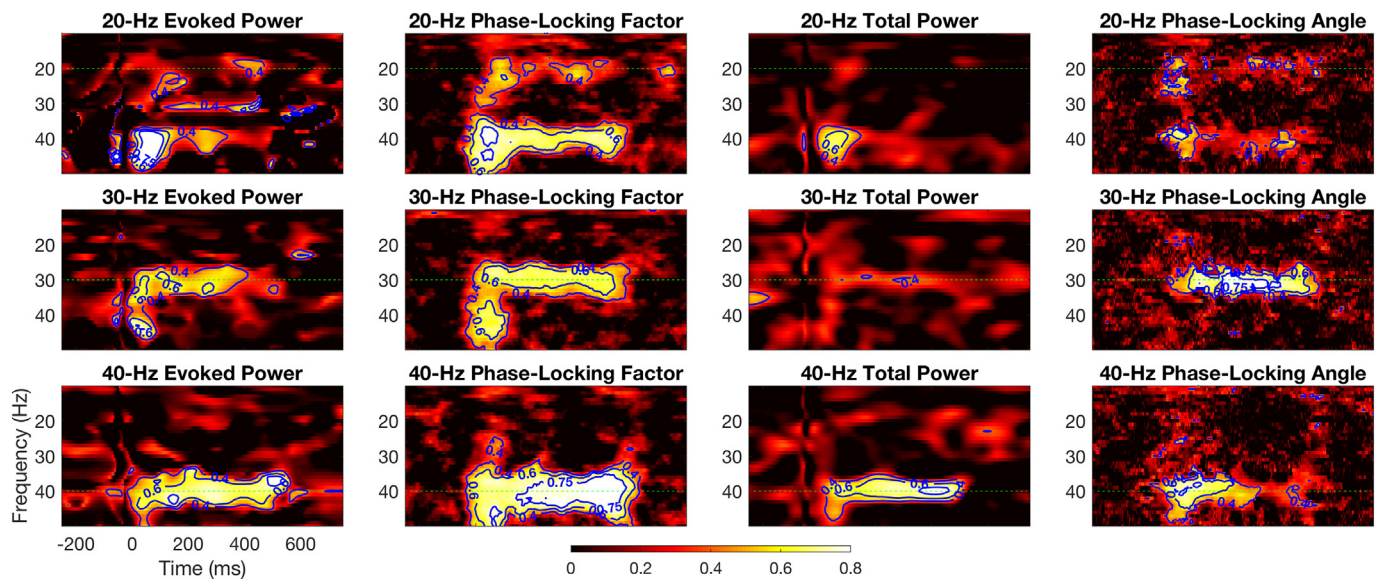 20-Hz Evoked Power 20-Hz Phase-Locking Factor 20-Hz Total Power 20-Hz Phase-Locking Angle
20 20 20 20
30 30 30 30
40 40 40 40
0.4 0.4 0.4 0.4 0.6 0.6 0.4 0.4
30-Hz Evoked Power 30-Hz Phase-Locking Factor 30-Hz Total Power 30-Hz Phase-Locking Angle
20 20 20 20
30 30 30 30
40 40 40 40
0.4 0.6 0.4 0.6 0.6 0.4 0.4 0.6 0.75
40-Hz Evoked Power 40-Hz Phase-Locking Factor 40-Hz Total Power 40-Hz Phase-Locking Angle
Frequency (Hz)
20 20 20 20
30 30 30 30
40 40 40 40
0.4 0.6 0.4 0.4 0.6 0.4 0.75 0.75 0.4 0.6 0.6 0.4
-200 0 200 400 600
Time (ms)
0 0.2 0.4 0.6 0.8